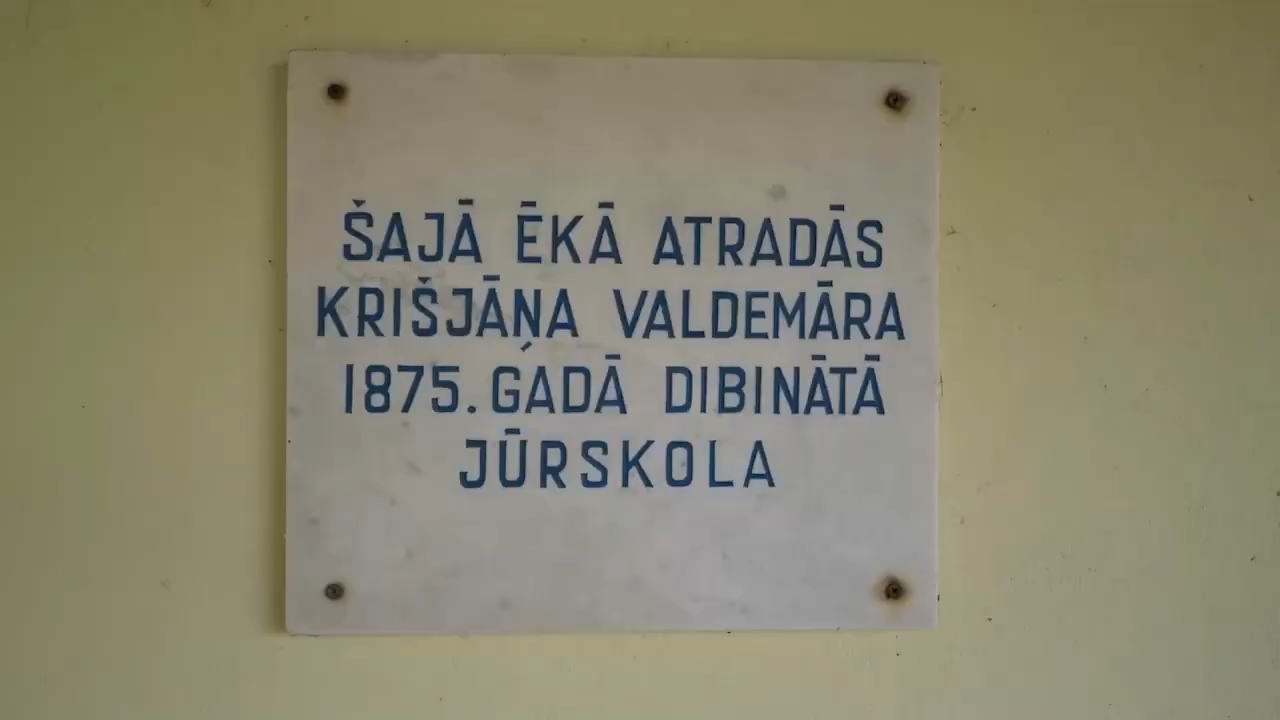 ŠAJĀ ĒKĀ ATRADĀS
KRIŠJĀŅA VALDEMĀRA
1875. GADĀ DIBINĀTĀ
JŪRSKOLA